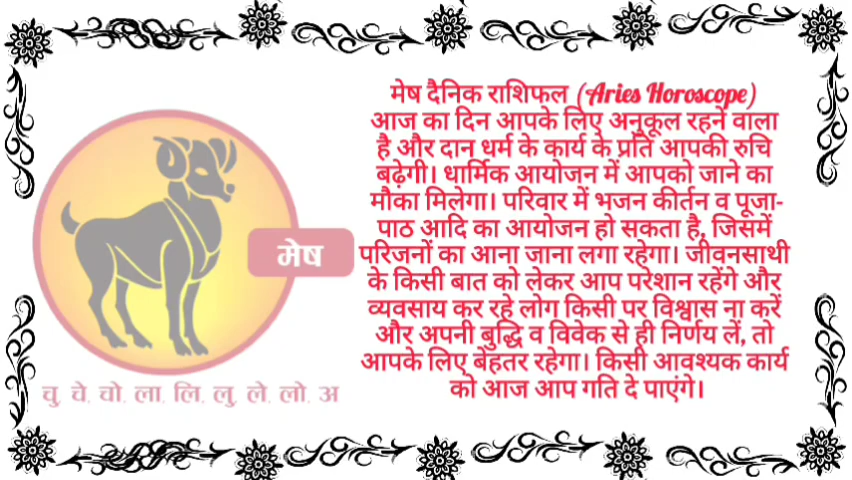 मेष दैनिक राशिफल (Aries Horoscope)
आज का दिन आपके लिए अनुकूल रहने वाला
है और दान धर्म के कार्य के प्रति आपकी रुचि
बढ़ेगी। धार्मिक आयोजन में आपको जाने का
मौका मिलेगा। परिवार में भजन कीर्तन व पूजा-
पाठ आदि का आयोजन हो सकता है, जिसमें
परिजनों का आना जाना लगा रहेगा। जीवनसाथी
के किसी बात को लेकर आप परेशान रहेंगे और
व्यवसाय कर रहे लोग किसी पर विश्वास ना करें
और अपनी बुद्धि व विवेक से ही निर्णय लें, तो
आपके लिए बेहतर रहेगा। किसी आवश्यक कार्य
को आज आप गति दे पाएंगे।
मेष
चु. चे. चो. ला. लि. लु. ले. लो. अ